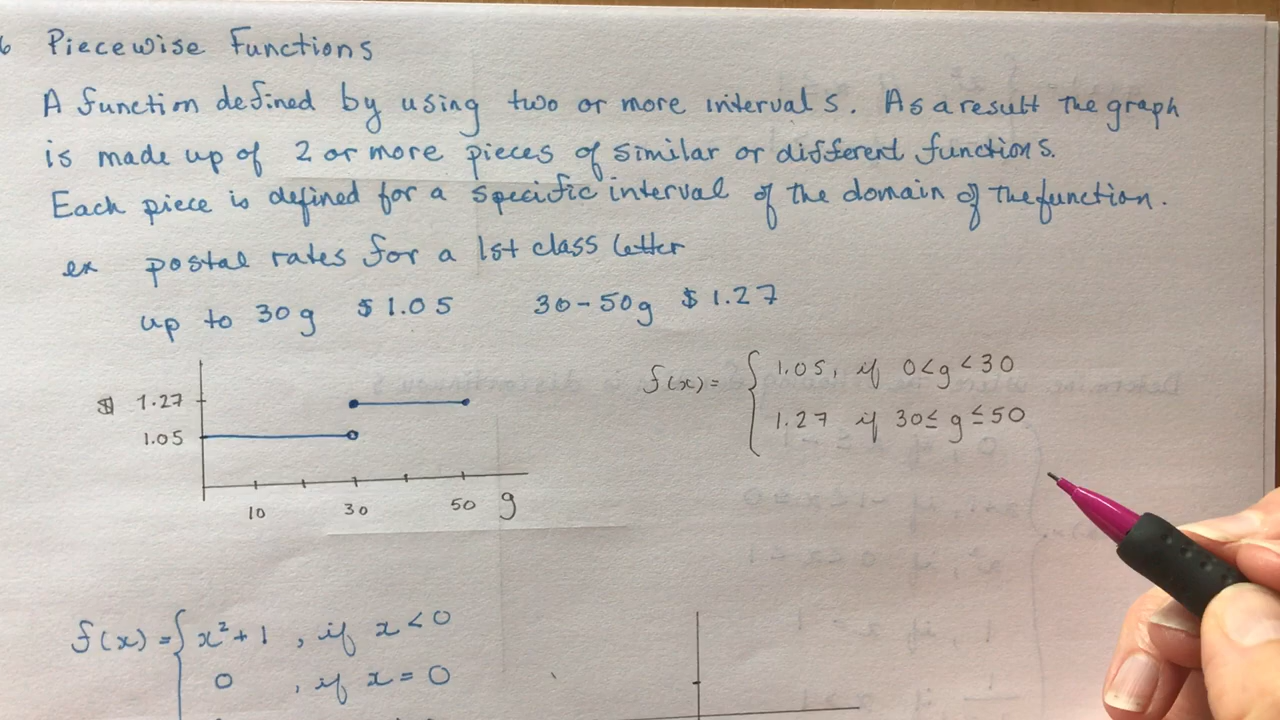 6 Piecewise Functions
A function defined by using two or more intervals. As a result the graph
is made up of 2 or more pieces of similar or different functions.
Each piece is defined for a specific interval of the domain of the function.
ex postal rates for a 1st class letter
up to 30g $1.05 30-50g $1.27
$ 1.27
1.05
10 30 50 g
f(x)= { 1.05, if 0<g<30
1.27 if 30≤ g ≤50
f(x)= { x²+1 , if x<0
0 , if x=0